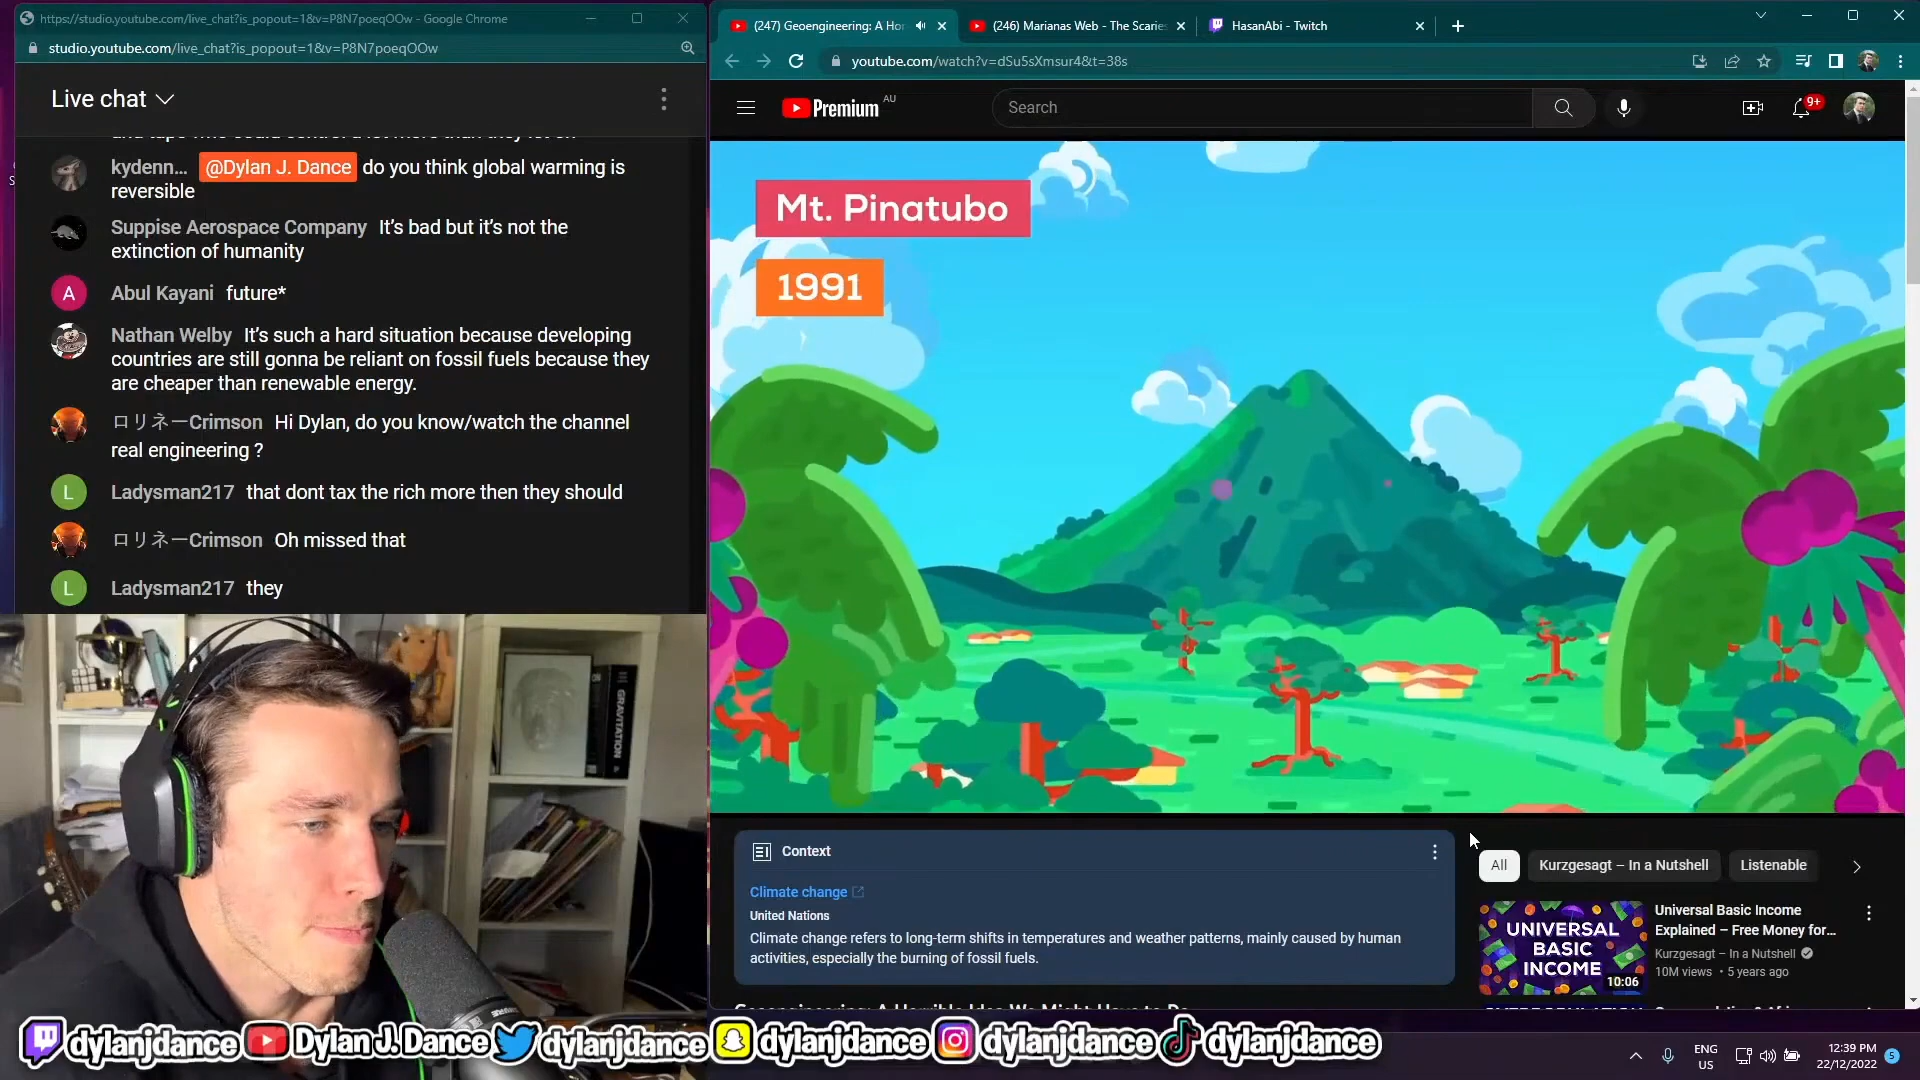 https://studio.youtube.com/live_chat?is_popout=1&v=P8N7poeqOOw - Google Chrome
studio.youtube.com/live_chat?is_popout=1&v=P8N7poeqOOw
Live chat
kydenn... @Dylan J. Dance do you think global warming is
reversible
Suppise Aerospace Company It's bad but it's not the
extinction of humanity
A Abul Kayani future*
Nathan Welby It's such a hard situation because developing
countries are still gonna be reliant on fossil fuels because they
are cheaper than renewable energy.
ロリネーCrimson Hi Dylan, do you know/watch the channel
real engineering ?
L Ladysman217 that dont tax the rich more then they should
ロリネーCrimson Oh missed that
L Ladysman217 they
GRAVITATION
(247) Geoengineering: A Hor
(246) Marianas Web - The Scaries
HasanAbi - Twitch
youtube.com/watch?v=dSu5sXmsur4&t=38s
Premium AU
Search
9+
Mt. Pinatubo
1991
Context
Climate change
United Nations
Climate change refers to long-term shifts in temperatures and weather patterns, mainly caused by human
activities, especially the burning of fossil fuels.
All
Kurzgesagt – In a Nutshell
Listenable
UNIVERSAL
BASIC
INCOME
10:06
Universal Basic Income
Explained – Free Money for...
Kurzgesagt – In a Nutshell
10M views • 5 years ago
dylanjdance Dylan J. Dance dylanjdance dylanjdance dylanjdance dylanjdance
ENG
US
12:39 PM
22/12/2022
5